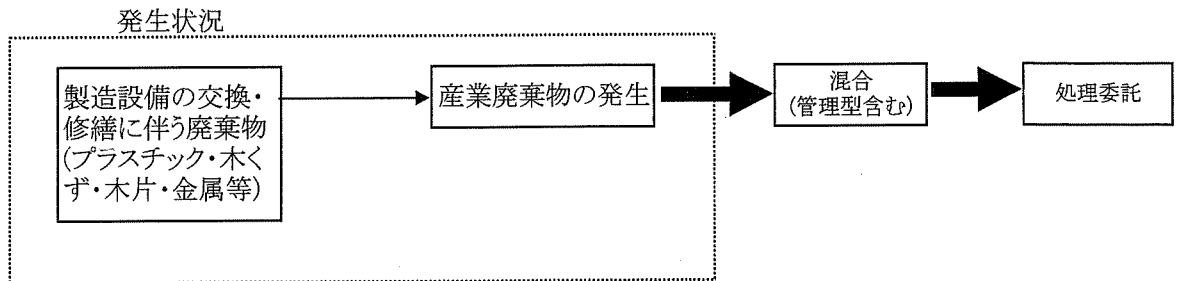 発生状況
製造設備の交換・
修繕に伴う廃棄物
(プラスチック・木く
ず・木片・金属等)
産業廃棄物の発生
混合
(管理型含む)
処理委託